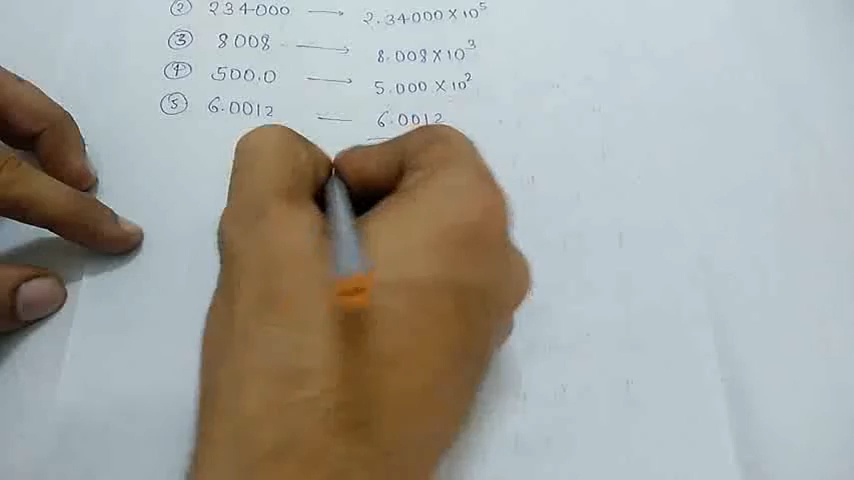 ② 234000 → 2.34000 × 10⁵
③ 8008 → 8.008 × 10³
④ 500.0 → 5.000 × 10²
⑤ 6.0012 — 6.0012